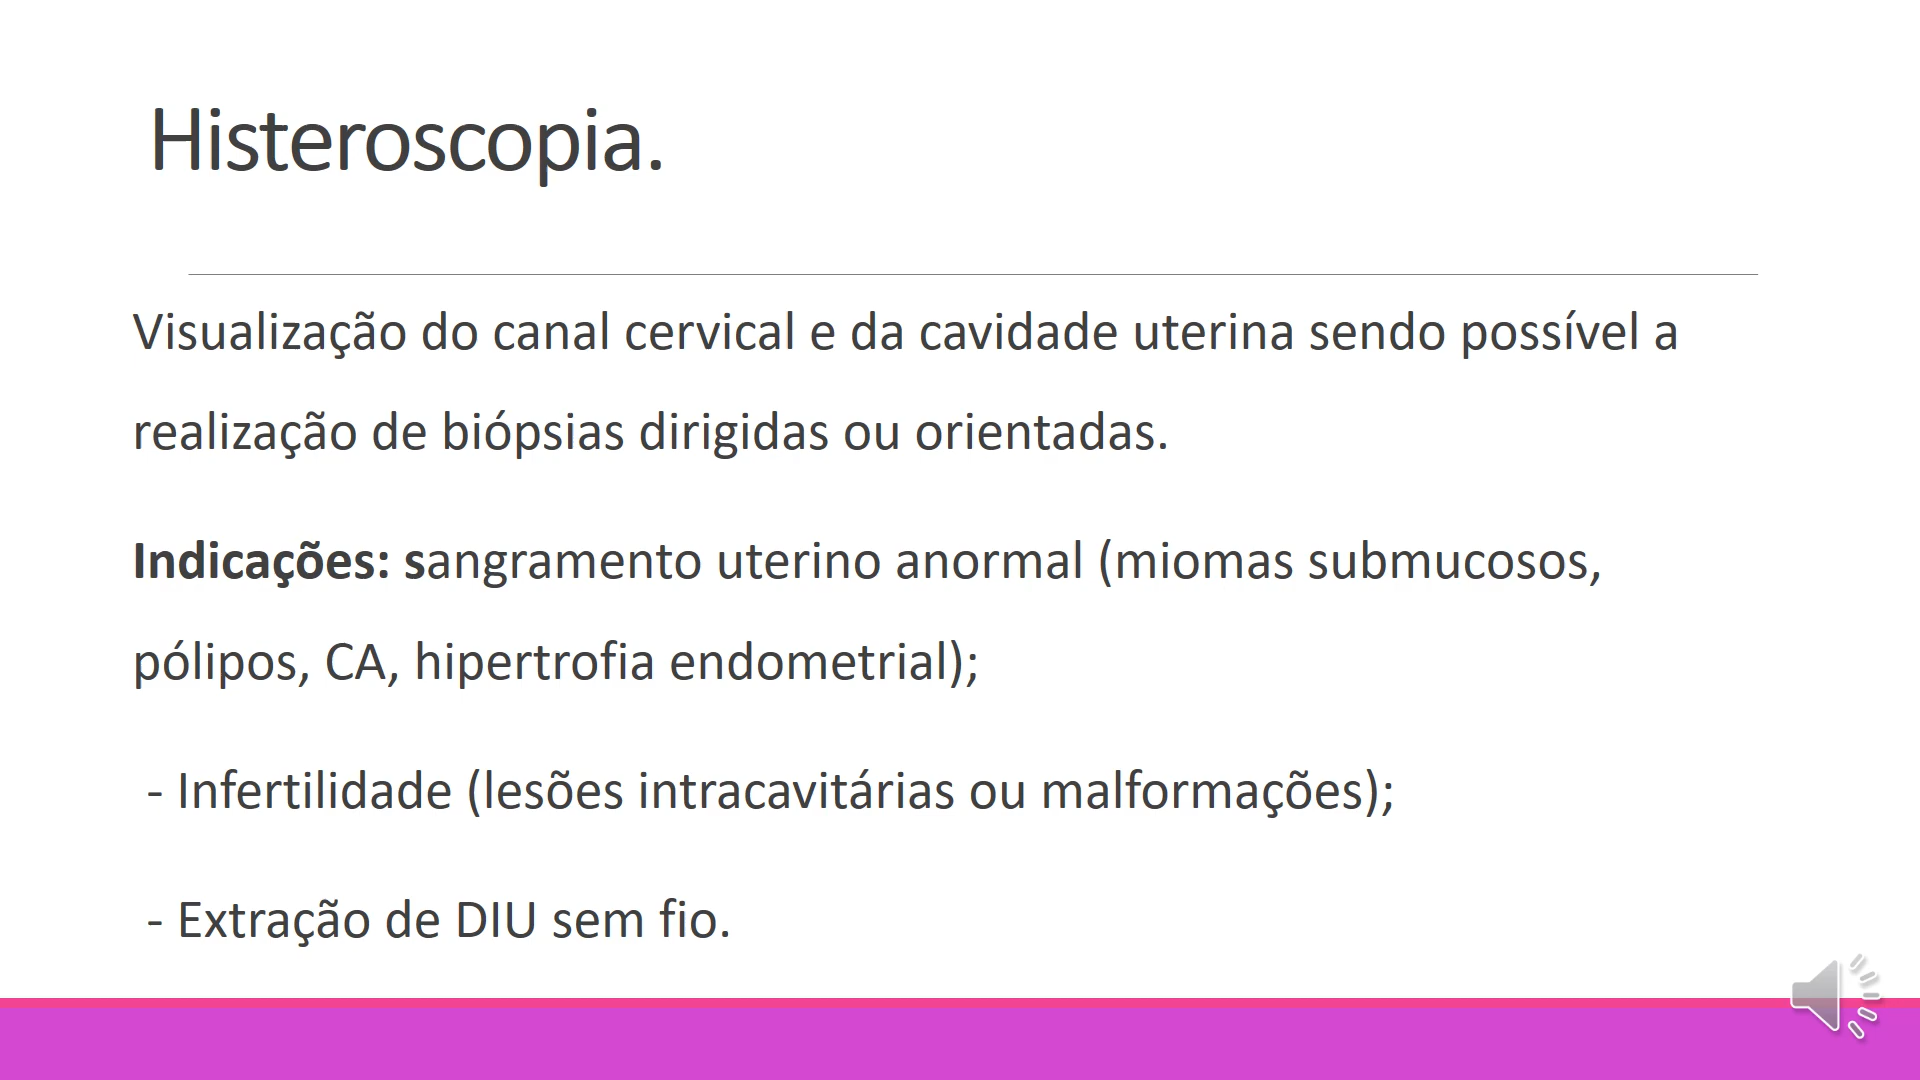 Histeroscopia.
Visualização do canal cervical e da cavidade uterina sendo possível a
realização de biópsias dirigidas ou orientadas.
Indicações: sangramento uterino anormal (miomas submucosos,
pólipos, CA, hipertrofia endometrial);
- Infertilidade (lesões intracavitárias ou malformações);
- Extração de DIU sem fio.